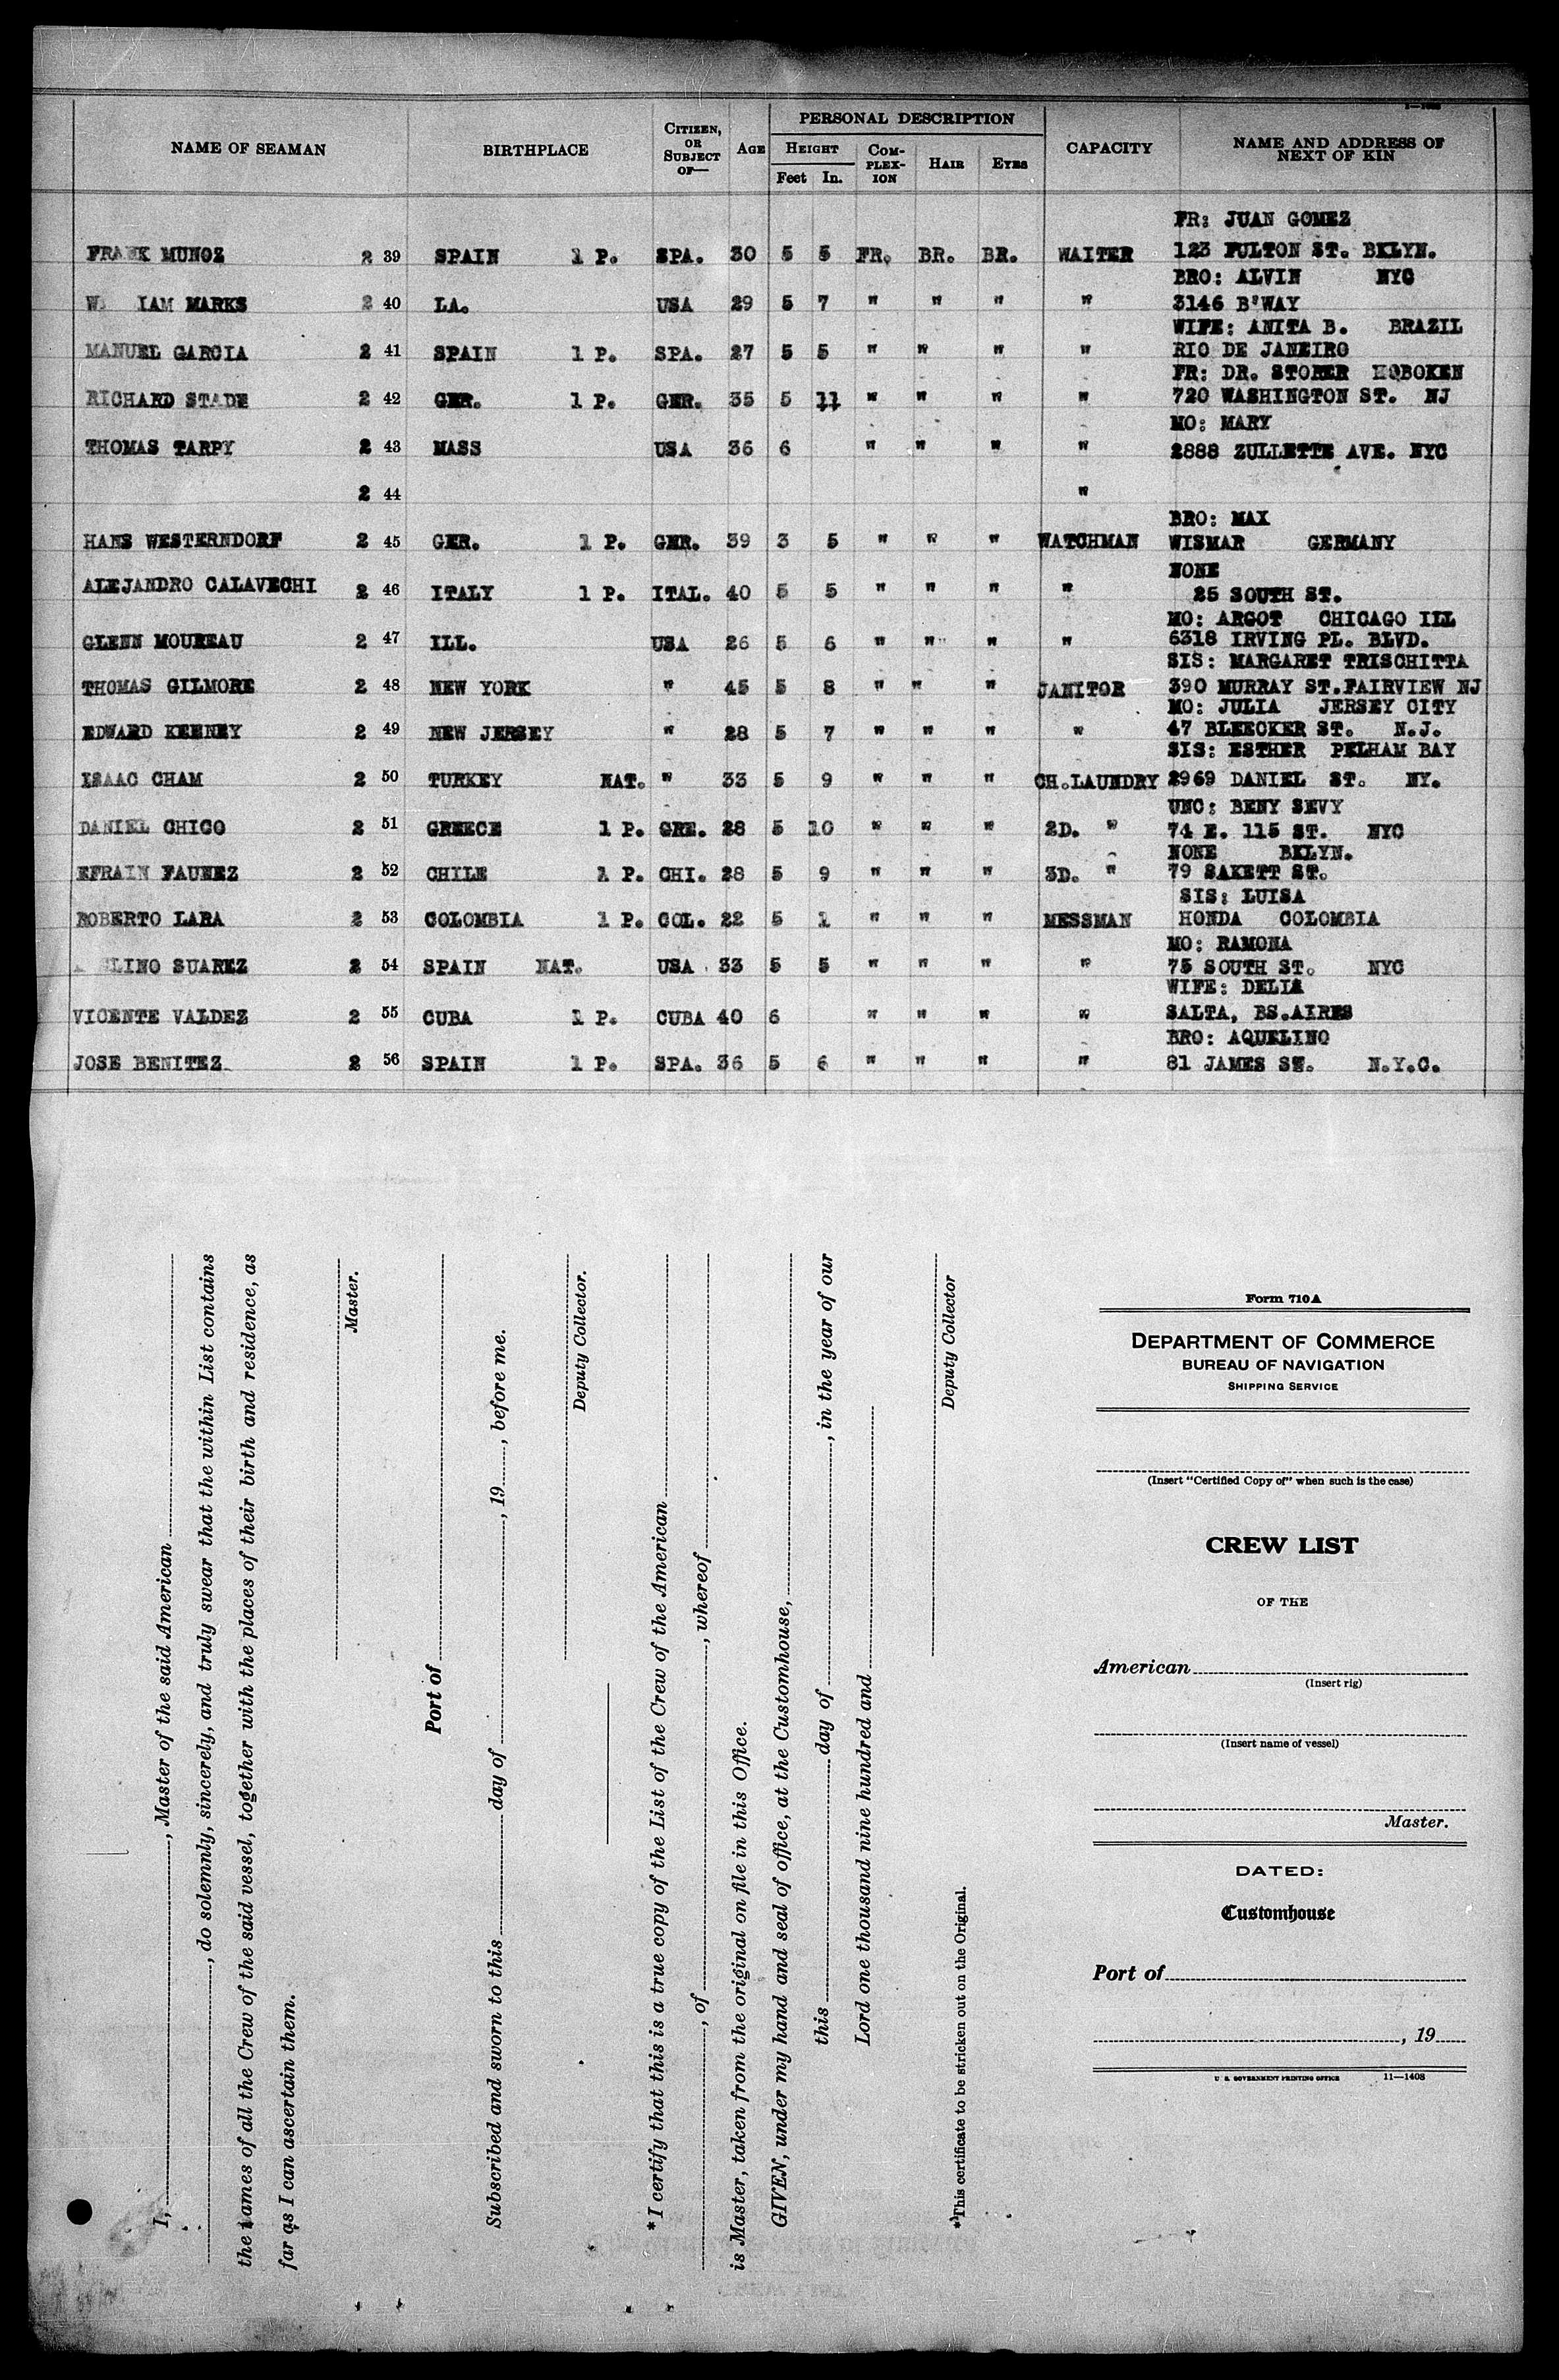 NAME OF SEAMAN BIRTHPLACE CITIZEN, OR SUBJECT OF— AGE PERSONAL DESCRIPTION CAPACITY NAME AND ADDRESS OF NEXT OF KIN
HEIGHT COMPLEXION HAIR EYES
Feet In.
FR: JUAN GOMEZ
FRANK MUNOZ 2 39 SPAIN 1 P. SPA. 30 5 5 FR. BR. BR. WAITER 123 FULTON ST. BKLYN.
BRO: ALVIN NYC
IAM MARKS 2 40 LA. USA 29 5 7 " " " " 3146 B'WAY
WIFE: ANITA B. BRAZIL
MANUEL GARCIA 2 41 SPAIN 1 P. SPA. 27 5 5 " " " " RIO DE JANEIRO
FR: DR. STORER HOBOKEN
RICHARD STADE 2 42 GER. 1 P. GER. 35 5 11 " " " " 720 WASHINGTON ST. NJ
MO: MARY
THOMAS TARPY 2 43 MASS USA 36 6 " " " " 2888 ZULLETTE AVE. NYC
2 44 "
BRO: MAX
HANS WESTERNDORF 2 45 GER. 1 P. GER. 39 3 5 " " " WATCHMAN WISMAR GERMANY
NONE
ALEJANDRO CALAVECHI 2 46 ITALY 1 P. ITAL. 40 5 5 " " " " 25 SOUTH ST.
MO: ARGOT CHICAGO ILL
GLENN MOUREAU 2 47 ILL. USA 26 5 6 " " " " 6318 IRVING PL. BLVD.
SIS: MARGARET TRISCHITTA
THOMAS GILMORE 2 48 NEW YORK " 45 5 8 " " " JANITOR 390 MURRAY ST.FAIRVIEW NJ
MO: JULIA JERSEY CITY
EDWARD KEENEY 2 49 NEW JERSEY " 28 5 7 " " " " 47 BLEECKER ST. N.J.
SIS: ESTHER PELHAM BAY
ISAAC CHAM 2 50 TURKEY NAT. " 33 5 9 " " " CH.LAUNDRY 2969 DANIEL ST. NY.
UNC: BENY SEVY
DANIEL CHICO 2 51 GREECE 1 P. GRE. 28 5 10 " " " 2D. " 74 E. 115 ST. NYC
NONE BKLYN.
EFRAIN FAUNEZ 2 52 CHILE 1 P. CHI. 28 5 9 " " " 3D. " 79 SAKETT ST.
SIS: LUISA
ROBERTO LARA 2 53 COLOMBIA 1 P. COL. 22 5 1 " " " MESSMAN HONDA COLOMBIA
MO: RAMONA
SUAREZ 2 54 SPAIN NAT. USA 33 5 5 " " " " 75 SOUTH ST. NYC
WIFE: DELIA
VICENTE VALDEZ 2 55 CUBA 1 P. CUBA 40 6 " " " " SALTA, BS.AIRES
BRO: AQUELINO
JOSE BENITEZ 2 56 SPAIN 1 P. SPA. 36 5 6 " " " " 81 JAMES ST. N.Y.C.
I, , Master of the said American
, do solemnly, sincerely, and truly swear that the within List contains
the names of all the Crew of the said vessel, together with the places of their birth and residence, as
far as I can ascertain them.
Master.
Port of
Subscribed and sworn to this day of , 19 , before me.
Deputy Collector.
* I certify that this is a true copy of the List of the Crew of the American
, of , whereof
is Master, taken from the original on file in this Office.
GIVEN, under my hand and seal of office, at the Customhouse,
this day of , in the year of our
Lord one thousand nine hundred and
Deputy Collector
*This certificate to be stricken out on the Original.
Form 710A
DEPARTMENT OF COMMERCE
BUREAU OF NAVIGATION
SHIPPING SERVICE
(Insert "Certified Copy of" when such is the case)
CREW LIST
OF THE
American
(Insert rig)
(Insert name of vessel)
Master.
DATED:
Customhouse
Port of
, 19
U. S. GOVERNMENT PRINTING OFFICE 11—1408